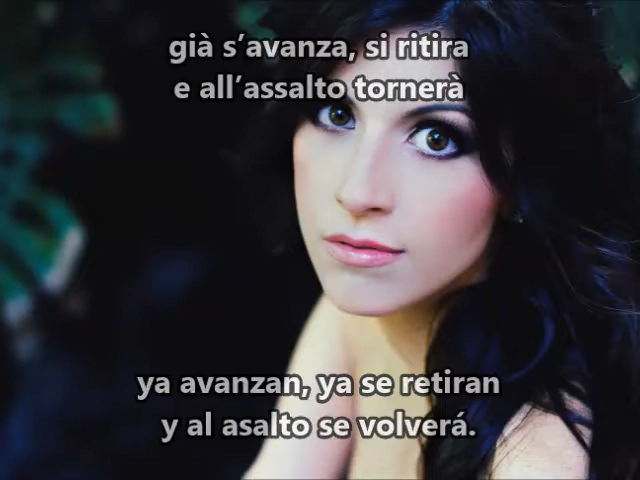 già s’avanza, si ritira
e all’assalto tornerà
ya avanzan, ya se retiran
y al asalto se volverá.